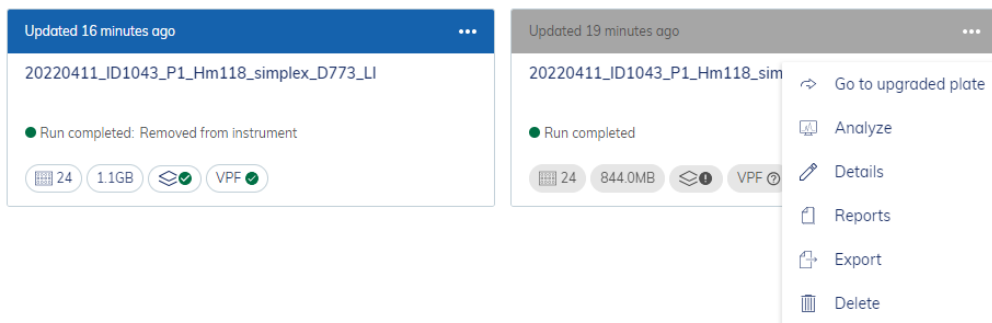 Updated 16 minutes ago
20220411_ID1043_P1_Hm118_simplex_D773_LI
Run completed: Removed from instrument
24 1.1GB VPF
Updated 19 minutes ago
20220411_ID1043_P1_Hm118_sim
Run completed
24 844.0MB VPF
Go to upgraded plate
Analyze
Details
Reports
Export
Delete